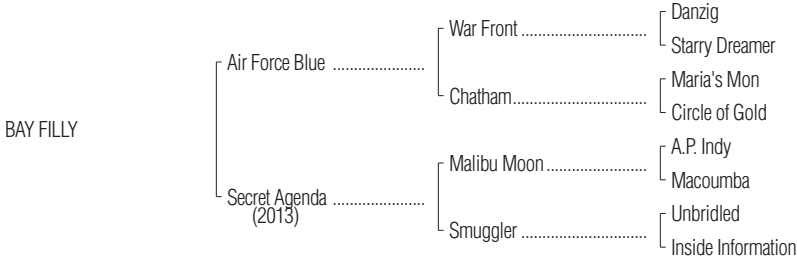 Danzig
War Front ............................
Starry Dreamer
Air Force Blue ......................
Maria's Mon
Chatham..............................
Circle of Gold
BAY FILLY
A.P. Indy
Malibu Moon ......................
Macoumba
Secret Agenda ......................
(2013)
Unbridled
Smuggler ............................
Inside Information